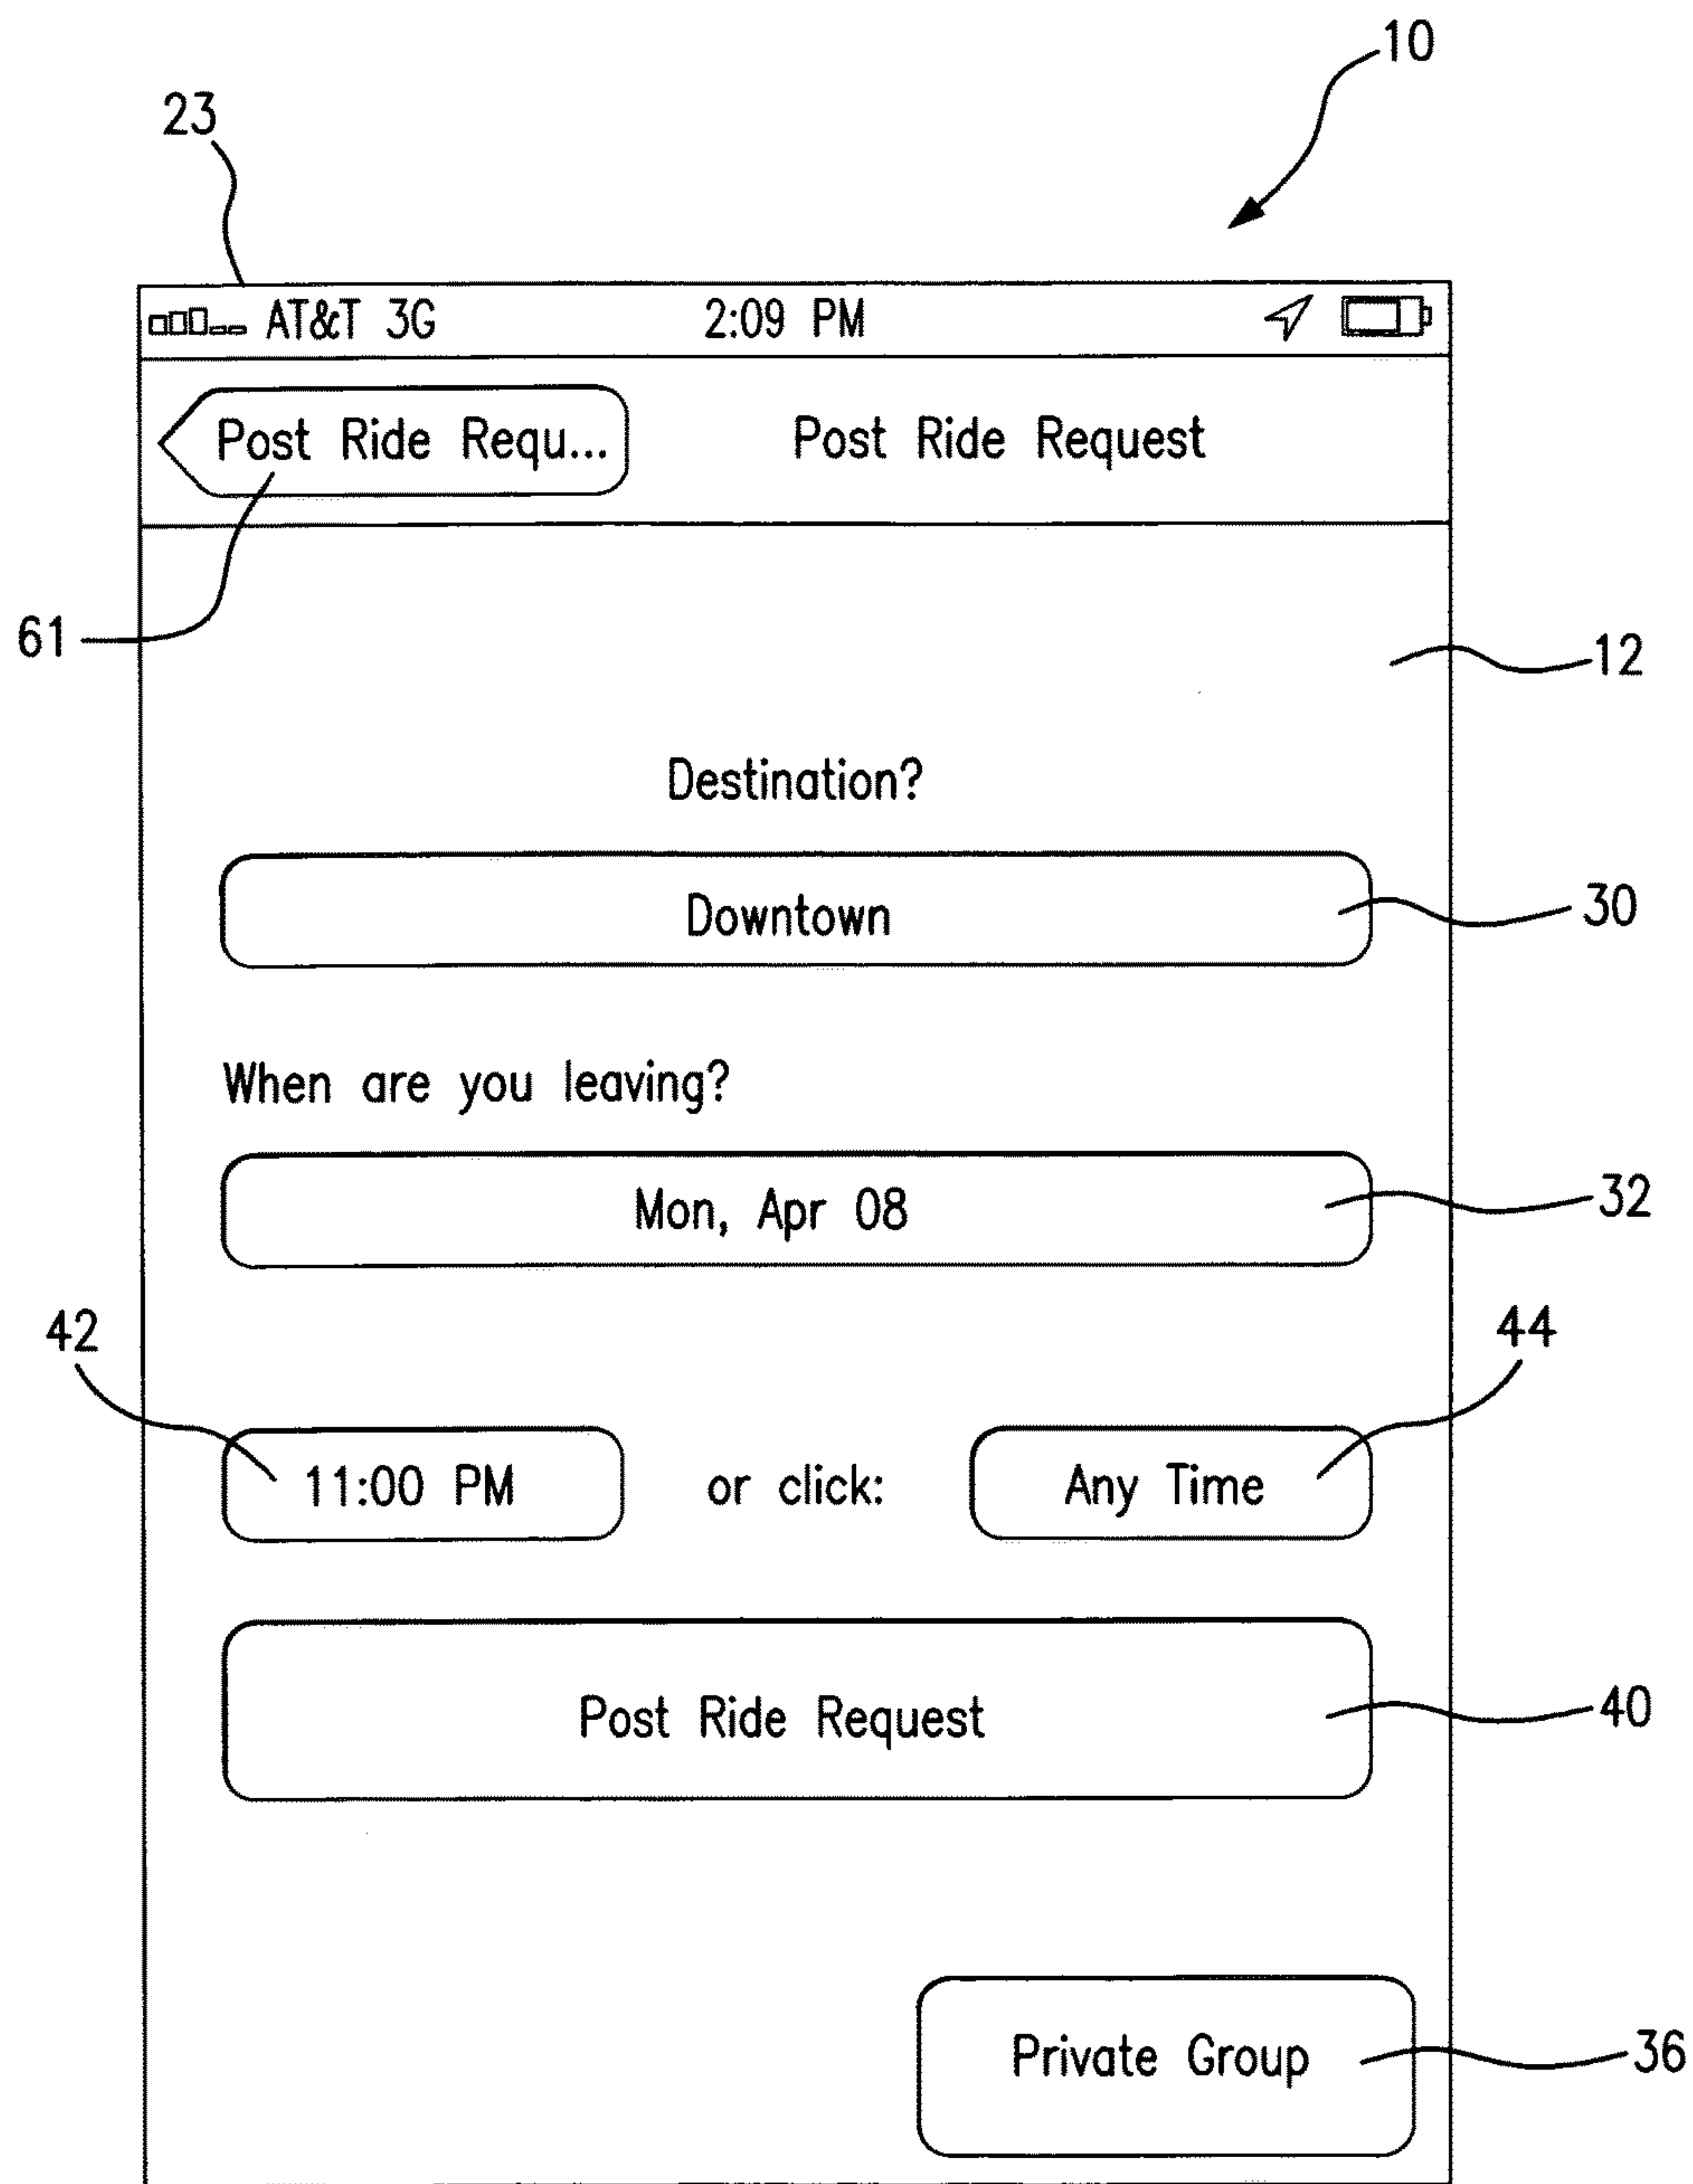 10
23
AT&T 3G 2:09 PM
Post Ride Requ... Post Ride Request
61
12
Destination?
Downtown
30
When are you leaving?
Mon, Apr 08
32
42
44
11:00 PM or click: Any Time
Post Ride Request
40
Private Group
36